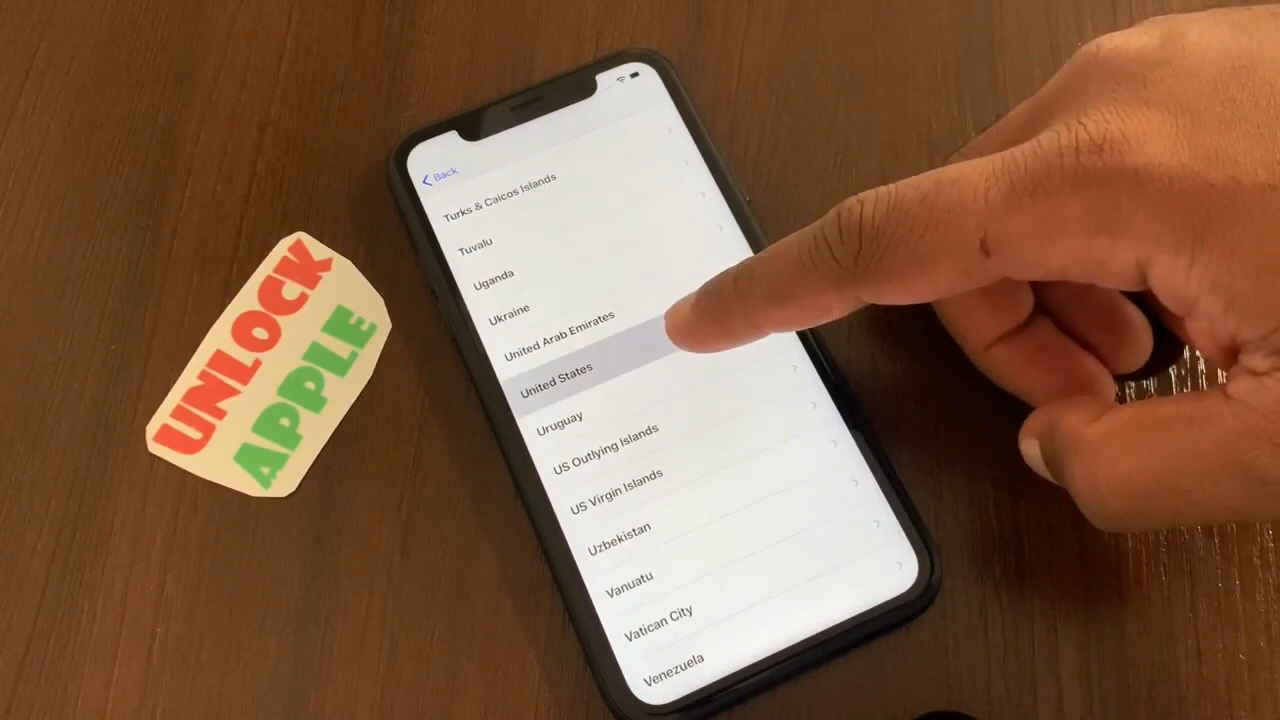 Back
Turks & Caicos Islands
Tuvalu
Uganda
Ukraine
United Arab Emirates
United States
Uruguay
US Outlying Islands
US Virgin Islands
Uzbekistan
Vanuatu
Vatican City
Venezuela
UNLOCK
APPLE